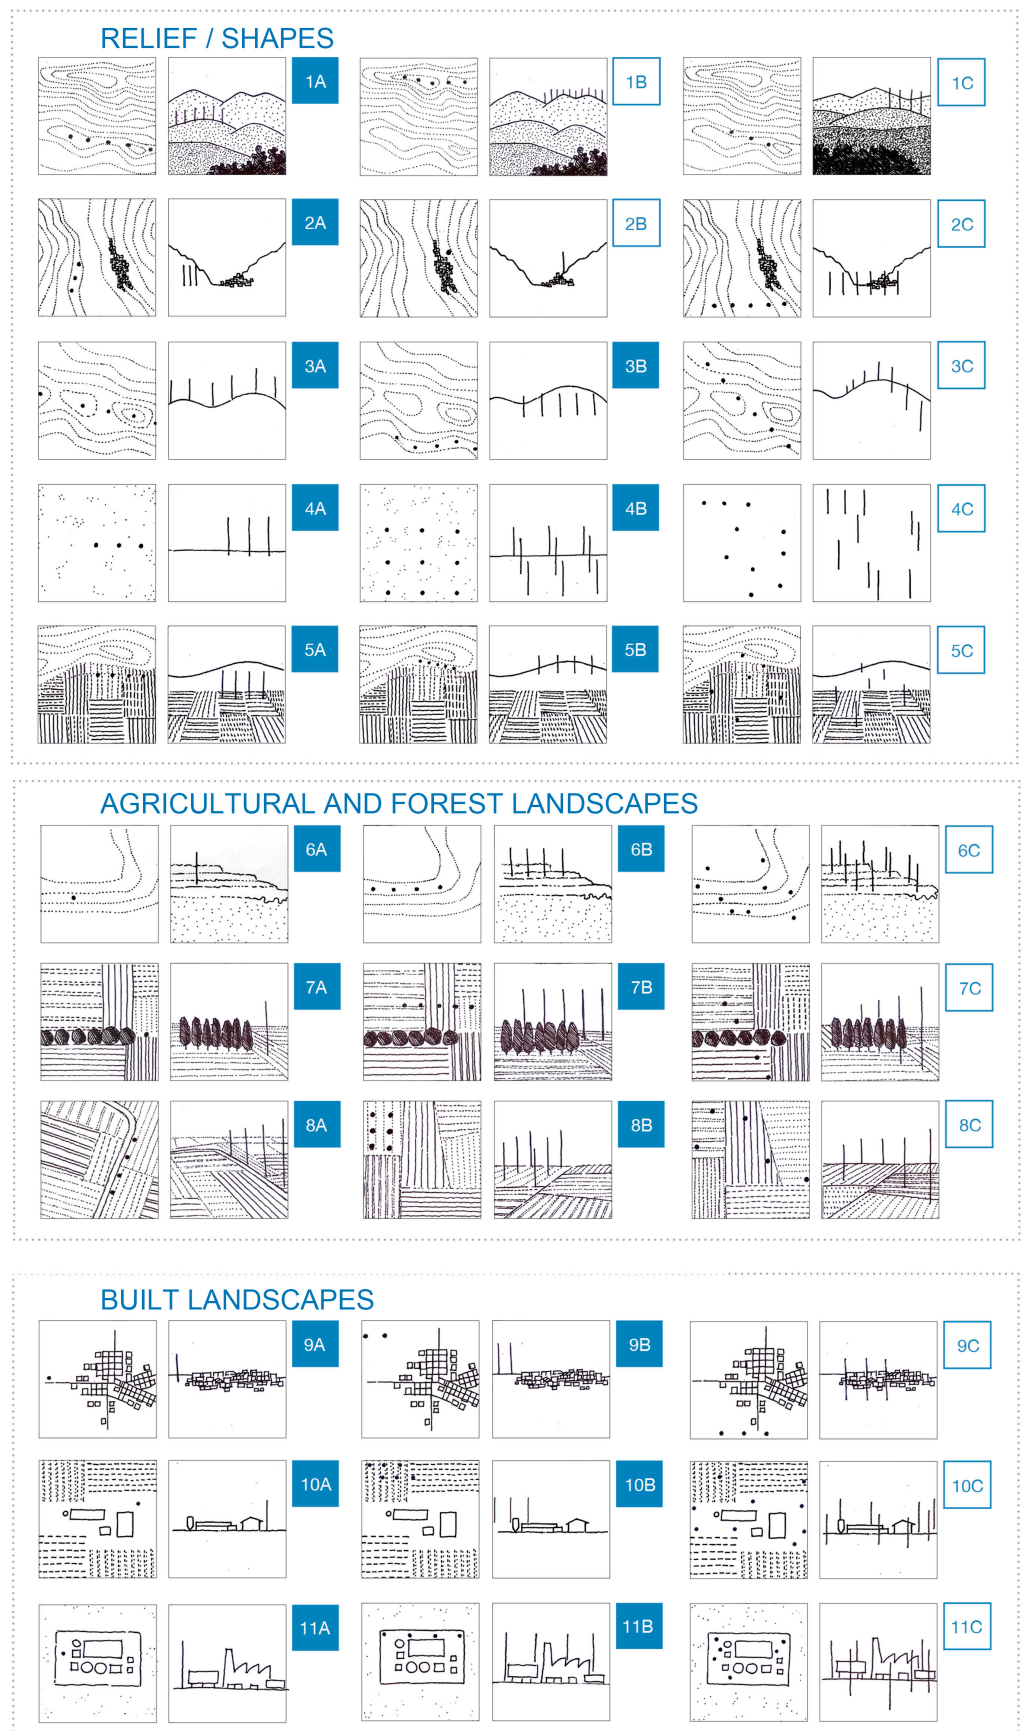 RELIEF / SHAPES
1A 1B 1C
2A 2B 2C
3A 3B 3C
4A 4B 4C
5A 5B 5C
AGRICULTURAL AND FOREST LANDSCAPES
6A 6B 6C
7A 7B 7C
8A 8B 8C
BUILT LANDSCAPES
9A 9B 9C
10A 10B 10C
11A 11B 11C